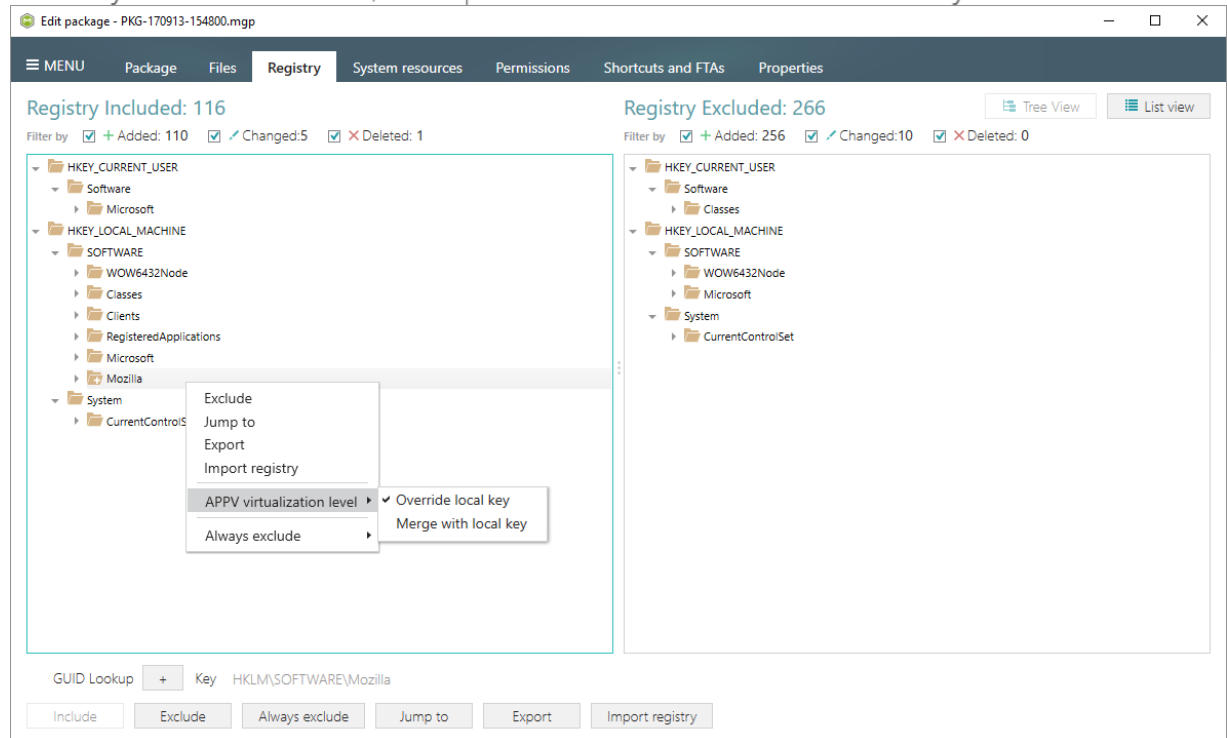 Edit package - PKG-170913-154800.mgp
MENU Package Files Registry System resources Permissions Shortcuts and FTAs Properties
Registry Included: 116
Filter by + Added: 110 Changed:5 Deleted: 1
Registry Excluded: 266
Tree View List view
Filter by + Added: 256 Changed:10 Deleted: 0
HKEY_CURRENT_USER
Software
Microsoft
HKEY_LOCAL_MACHINE
SOFTWARE
WOW6432Node
Classes
Clients
RegisteredApplications
Microsoft
Mozilla
System
CurrentControlS
HKEY_CURRENT_USER
Software
Classes
HKEY_LOCAL_MACHINE
SOFTWARE
WOW6432Node
Microsoft
System
CurrentControlSet
Exclude
Jump to
Export
Import registry
APPV virtualization level
Always exclude
Override local key
Merge with local key
GUID Lookup + Key HKLM\SOFTWARE\Mozilla
Include Exclude Always exclude Jump to Export Import registry